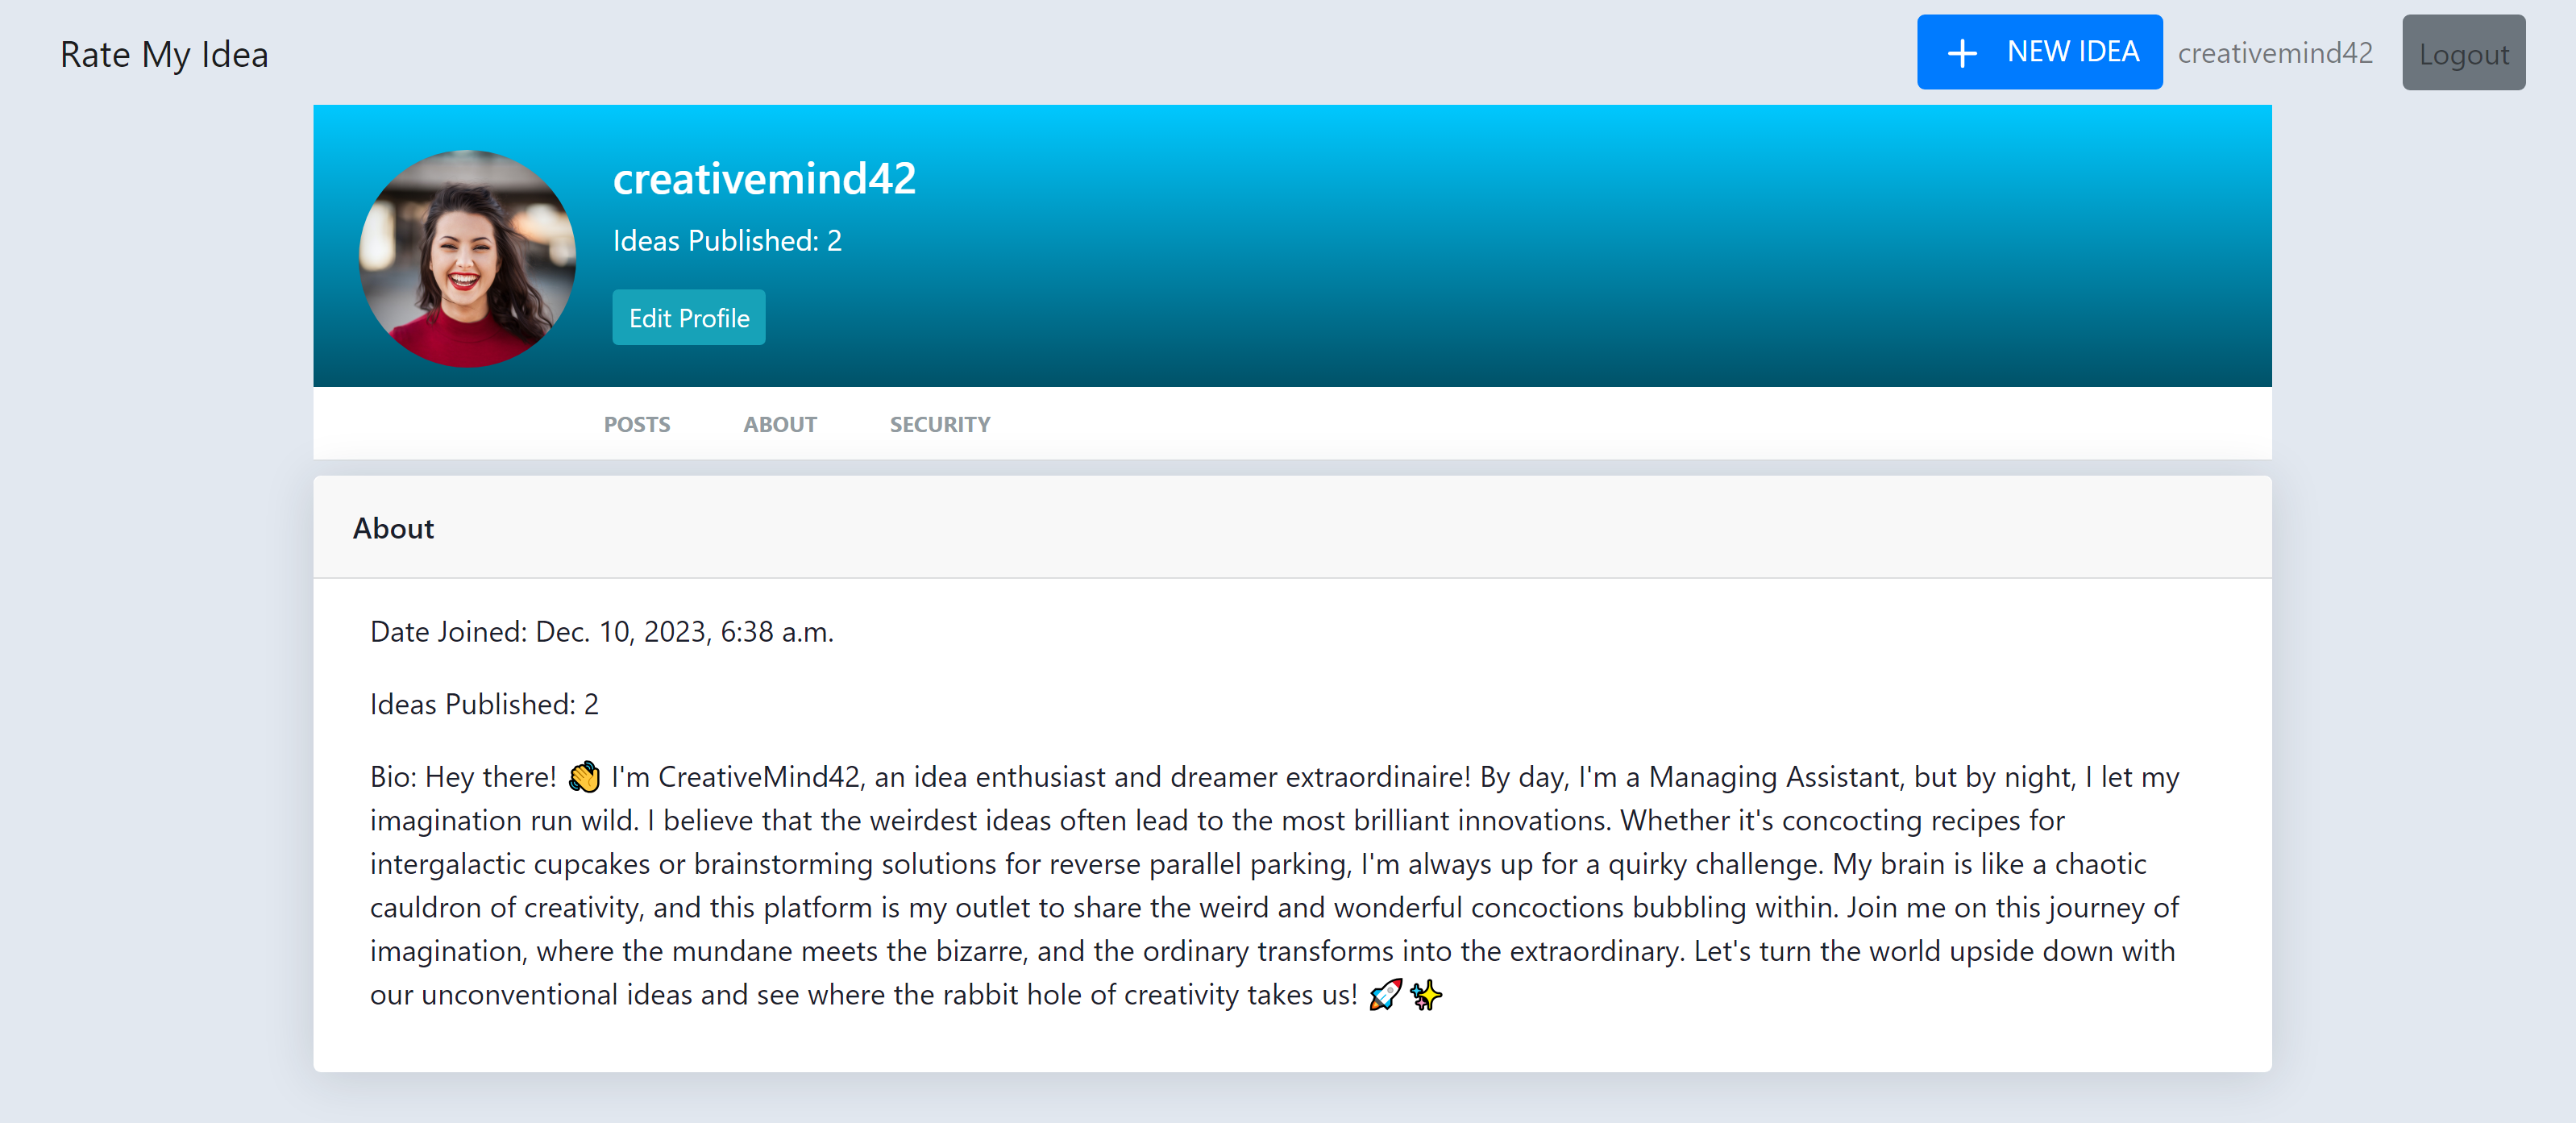 Rate My Idea
+ NEW IDEA
creativemind42
Logout
creativemind42
Ideas Published: 2
Edit Profile
POSTS
ABOUT
SECURITY
About
Date Joined: Dec. 10, 2023, 6:38 a.m.
Ideas Published: 2
Bio: Hey there! 👋 I'm CreativeMind42, an idea enthusiast and dreamer extraordinaire! By day, I'm a Managing Assistant, but by night, I let my
imagination run wild. I believe that the weirdest ideas often lead to the most brilliant innovations. Whether it's concocting recipes for
intergalactic cupcakes or brainstorming solutions for reverse parallel parking, I'm always up for a quirky challenge. My brain is like a chaotic
cauldron of creativity, and this platform is my outlet to share the weird and wonderful concoctions bubbling within. Join me on this journey of
imagination, where the mundane meets the bizarre, and the ordinary transforms into the extraordinary. Let's turn the world upside down with
our unconventional ideas and see where the rabbit hole of creativity takes us! 🚀✨